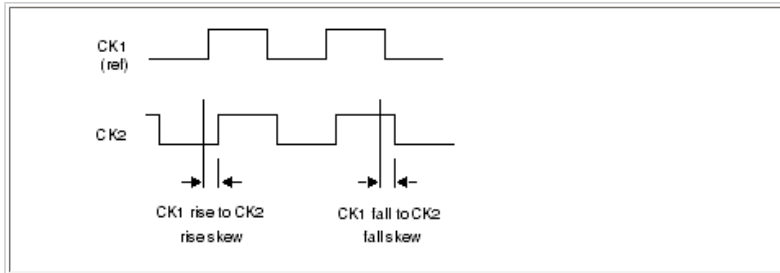 CK1
(ref)
CK2
CK1 rise to CK2
rise skew
CK1 fall to CK2
fall skew